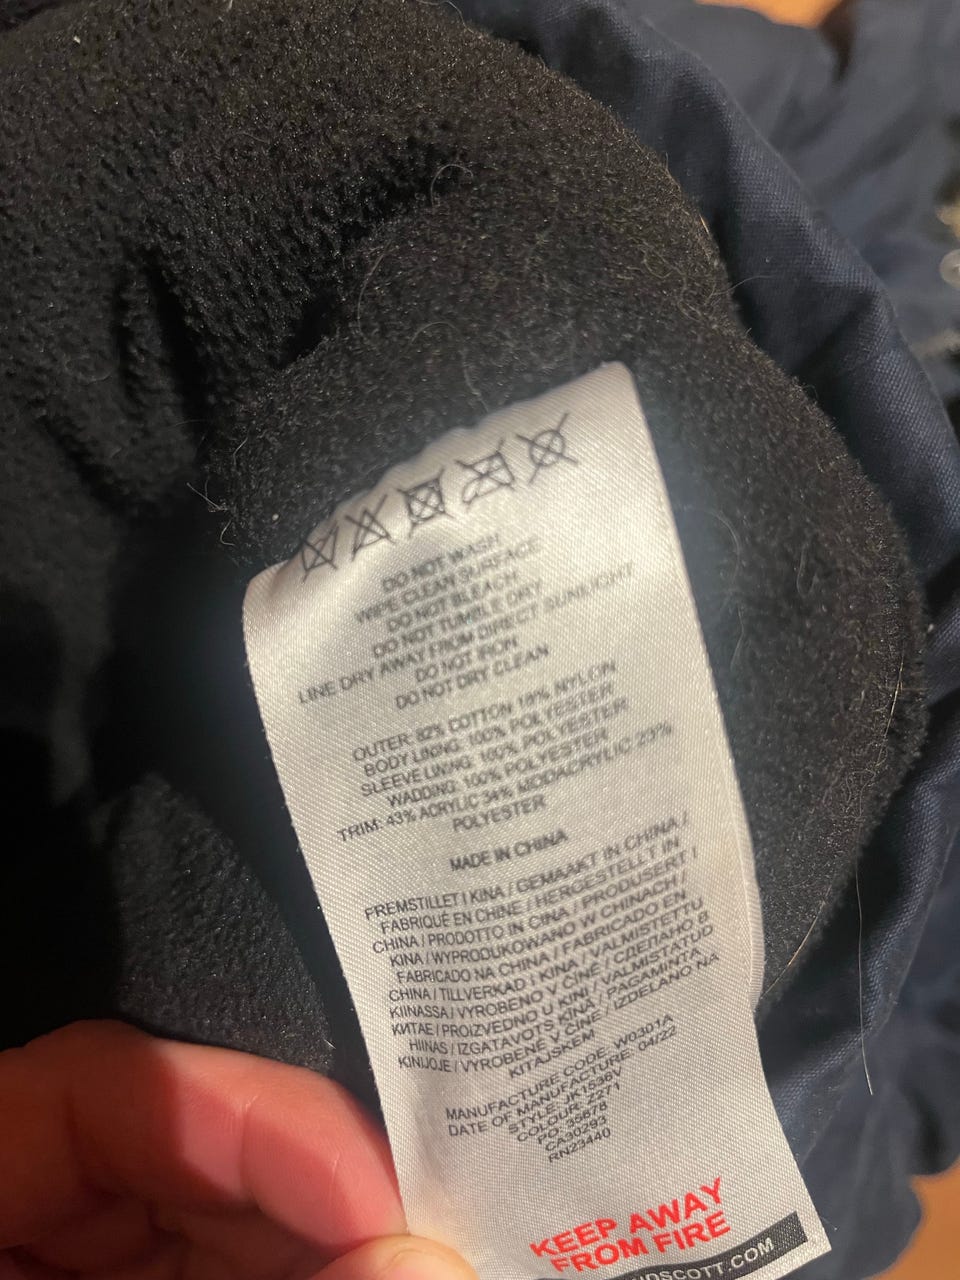 DO NOT WASH
WIPE CLEAN SURFACE
DO NOT BLEACH
DO NOT TUMBLE DRY
LINE DRY AWAY FROM DIRECT SUNLIGHT
DO NOT IRON
DO NOT DRY CLEAN
OUTER: 82% COTTON 18% NYLON
BODY LINING: 100% POLYESTER
SLEEVE LINING: 100% POLYESTER
WADDING: 100% POLYESTER
TRIM: 43% ACRYLIC 34% MODACRYLIC 23%
POLYESTER
MADE IN CHINA
FREMSTILLET I KINA / GEMAAKT IN CHINA /
FABRIQUÉ EN CHINE / HERGESTELLT IN
CHINA / PRODOTTO IN CINA / PRODUSERT I
KINA / WYPRODUKOWANO W CHINACH /
FABRICADO NA CHINA / FABRICADO EN
CHINA / TILLVERKAD I KINA / VALMISTETTU
KIINASSA / VYROBENO V ČÍNĚ / СДЕЛАНО В
КИТАЕ / PROIZVEDNO U KINI / VALMISTATUD
HIINAS / IZGATAVOTS ĶĪNĀ / PAGAMINTA
KINIJOJE / VYROBENÉ V ČÍNE / IZDELANO NA
KITAJSKEM
MANUFACTURE CODE: W0301A
DATE OF MANUFACTURE: 04/22
STYLE: JK1536V
COLOUR: 2271
PO: 35878
CA30293
RN23440
KEEP AWAY
FROM FIRE
NDSCOTT.COM